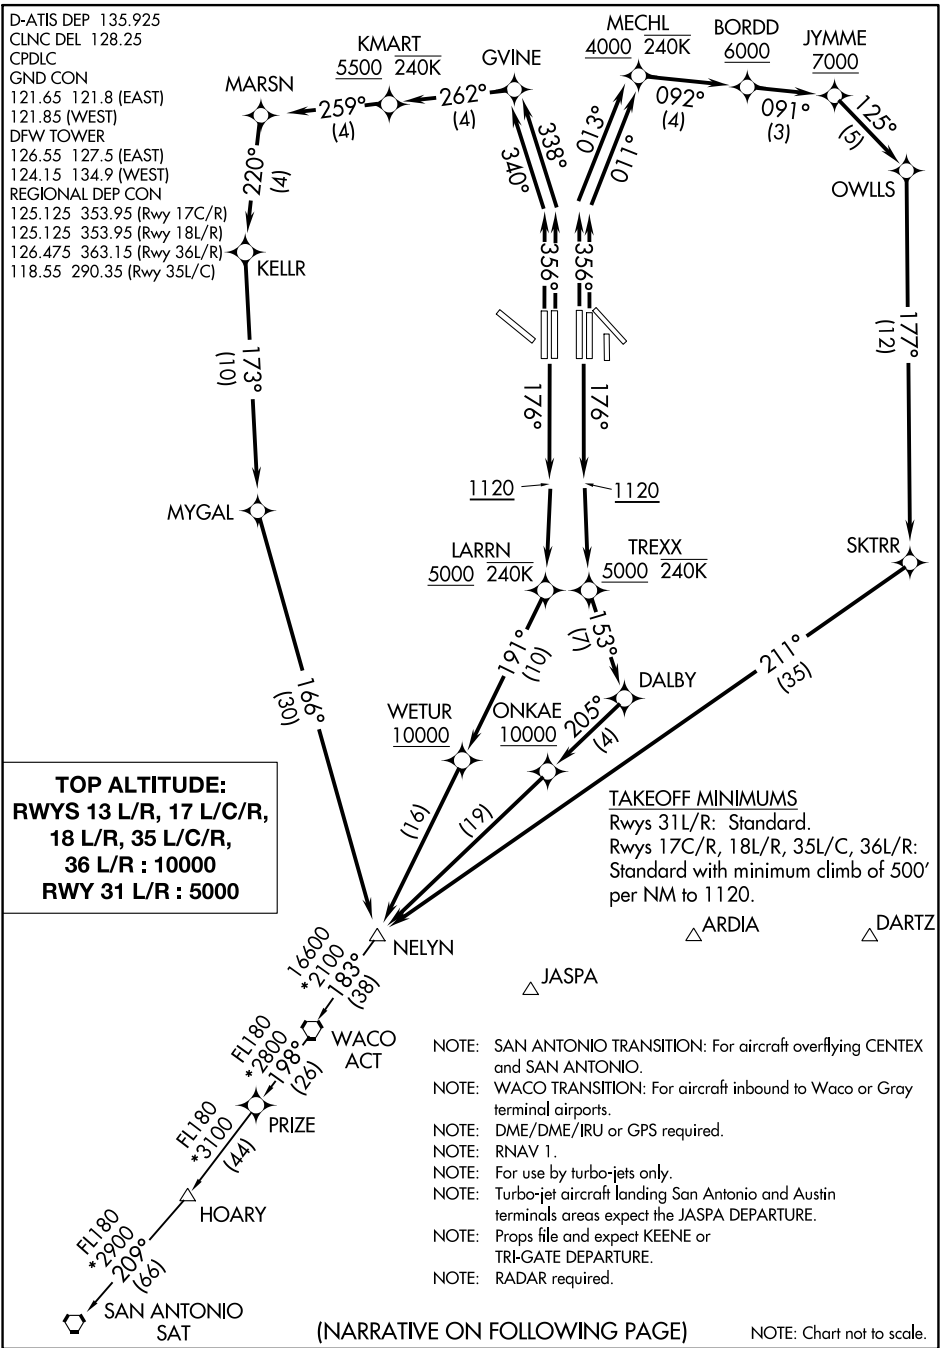 D-ATIS DEP 135.925
CLNC DEL 128.25
CPDLC
GND CON
121.65 121.8 (EAST)
121.85 (WEST)
DFW TOWER
126.55 127.5 (EAST)
124.15 134.9 (WEST)
REGIONAL DEP CON
125.125 353.95 (Rwy 17C/R)
125.125 353.95 (Rwy 18L/R)
126.475 363.15 (Rwy 36L/R)
118.55 290.35 (Rwy 35L/C)
MARSN
KMART
5500 240K
GVINE
MECHL
4000 240K
BORDD
6000
JYMME
7000
259°
(4)
262°
(4)
092°
(4)
091°
(3)
125°
(5)
OWLLS
220°
(4)
340°
338°
013°
011°
KELLR
356°
356°
173°
(10)
177°
(12)
176°
176°
MYGAL
1120
1120
LARRN
5000 240K
TREXX
5000 240K
SKTRR
191°
(10)
153°
(7)
211°
(35)
166°
(30)
DALBY
WETUR
10000
ONKAE
10000
205°
(4)
(16)
(19)
TOP ALTITUDE:
RWYS 13 L/R, 17 L/C/R,
18 L/R, 35 L/C/R,
36 L/R : 10000
RWY 31 L/R : 5000
TAKEOFF MINIMUMS
Rwys 31L/R: Standard.
Rwys 17C/R, 18L/R, 35L/C, 36L/R:
Standard with minimum climb of 500'
per NM to 1120.
NELYN
ARDIA
DARTZ
JASPA
16600
*2100
183°
(38)
WACO
ACT
FL180
*2800
198°
(26)
PRIZE
FL180
*3100
(44)
HOARY
FL180
*2900
209°
(66)
SAN ANTONIO
SAT
NOTE: SAN ANTONIO TRANSITION: For aircraft overflying CENTEX
and SAN ANTONIO.
NOTE: WACO TRANSITION: For aircraft inbound to Waco or Gray
terminal airports.
NOTE: DME/DME/IRU or GPS required.
NOTE: RNAV 1.
NOTE: For use by turbo-jets only.
NOTE: Turbo-jet aircraft landing San Antonio and Austin
terminals areas expect the JASPA DEPARTURE.
NOTE: Props file and expect KEENE or
TRI-GATE DEPARTURE.
NOTE: RADAR required.
(NARRATIVE ON FOLLOWING PAGE)
NOTE: Chart not to scale.